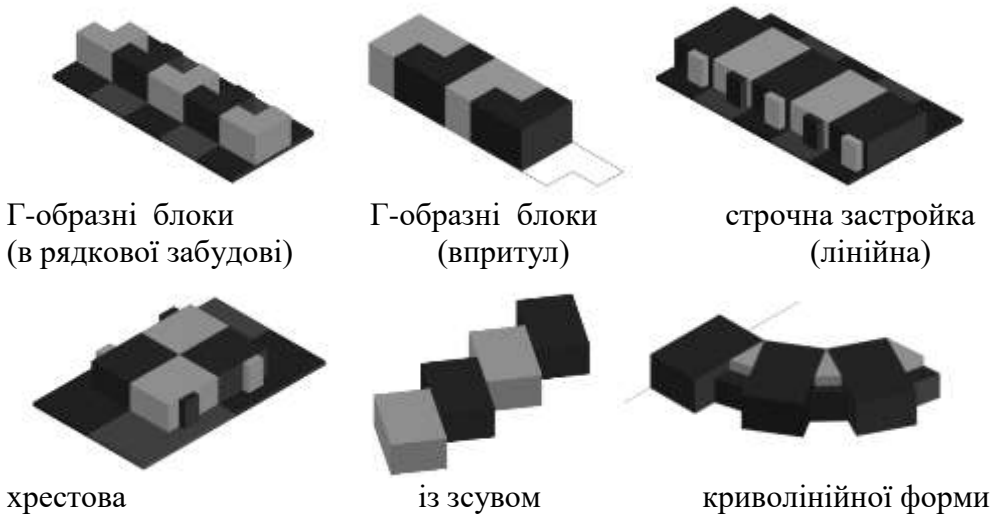 Г-образні блоки Г-образні блоки строчна застройка
(в рядкової забудові) (впритул) (лінійна)
хрестова із зсувом криволінійної форми